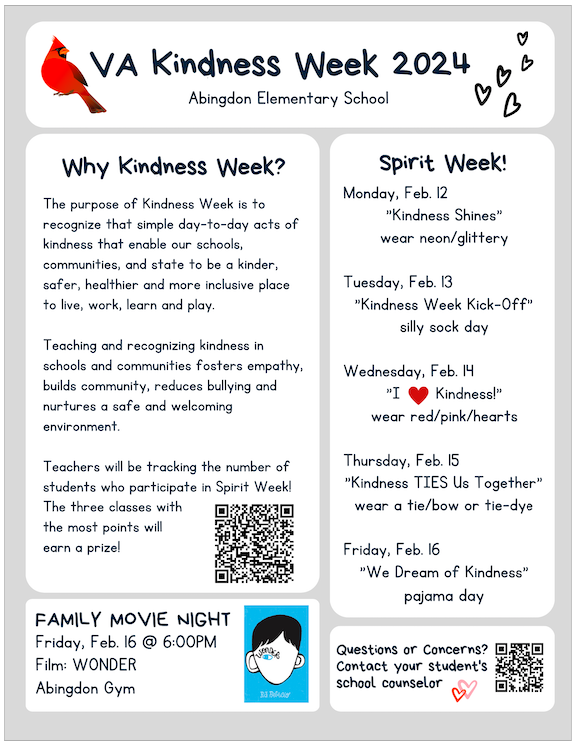 VA Kindness Week 2024
Abingdon Elementary School
Why Kindness Week?
The purpose of Kindness Week is to
recognize that simple day-to-day acts of
kindness that enable our schools,
communities, and state to be a kinder,
safer, healthier and more inclusive place
to live, work, learn and play.
Teaching and recognizing kindness in
schools and communities fosters empathy,
builds community, reduces bullying and
nurtures a safe and welcoming
environment.
Teachers will be tracking the number of
students who participate in Spirit Week!
The three classes with
the most points will
earn a prize!
Spirit Week!
Monday, Feb. 12
"Kindness Shines"
wear neon/glittery
Tuesday, Feb. 13
"Kindness Week Kick-Off"
silly sock day
Wednesday, Feb. 14
"I Kindness!"
wear red/pink/hearts
Thursday, Feb. 15
"Kindness TIES Us Together"
wear a tie/bow or tie-dye
Friday, Feb. 16
"We Dream of Kindness"
pajama day
FAMILY MOVIE NIGHT
Friday, Feb. 16 @ 6:00PM
Film: WONDER
Abingdon Gym
wonder
Questions or Concerns?
Contact your student's
school counselor